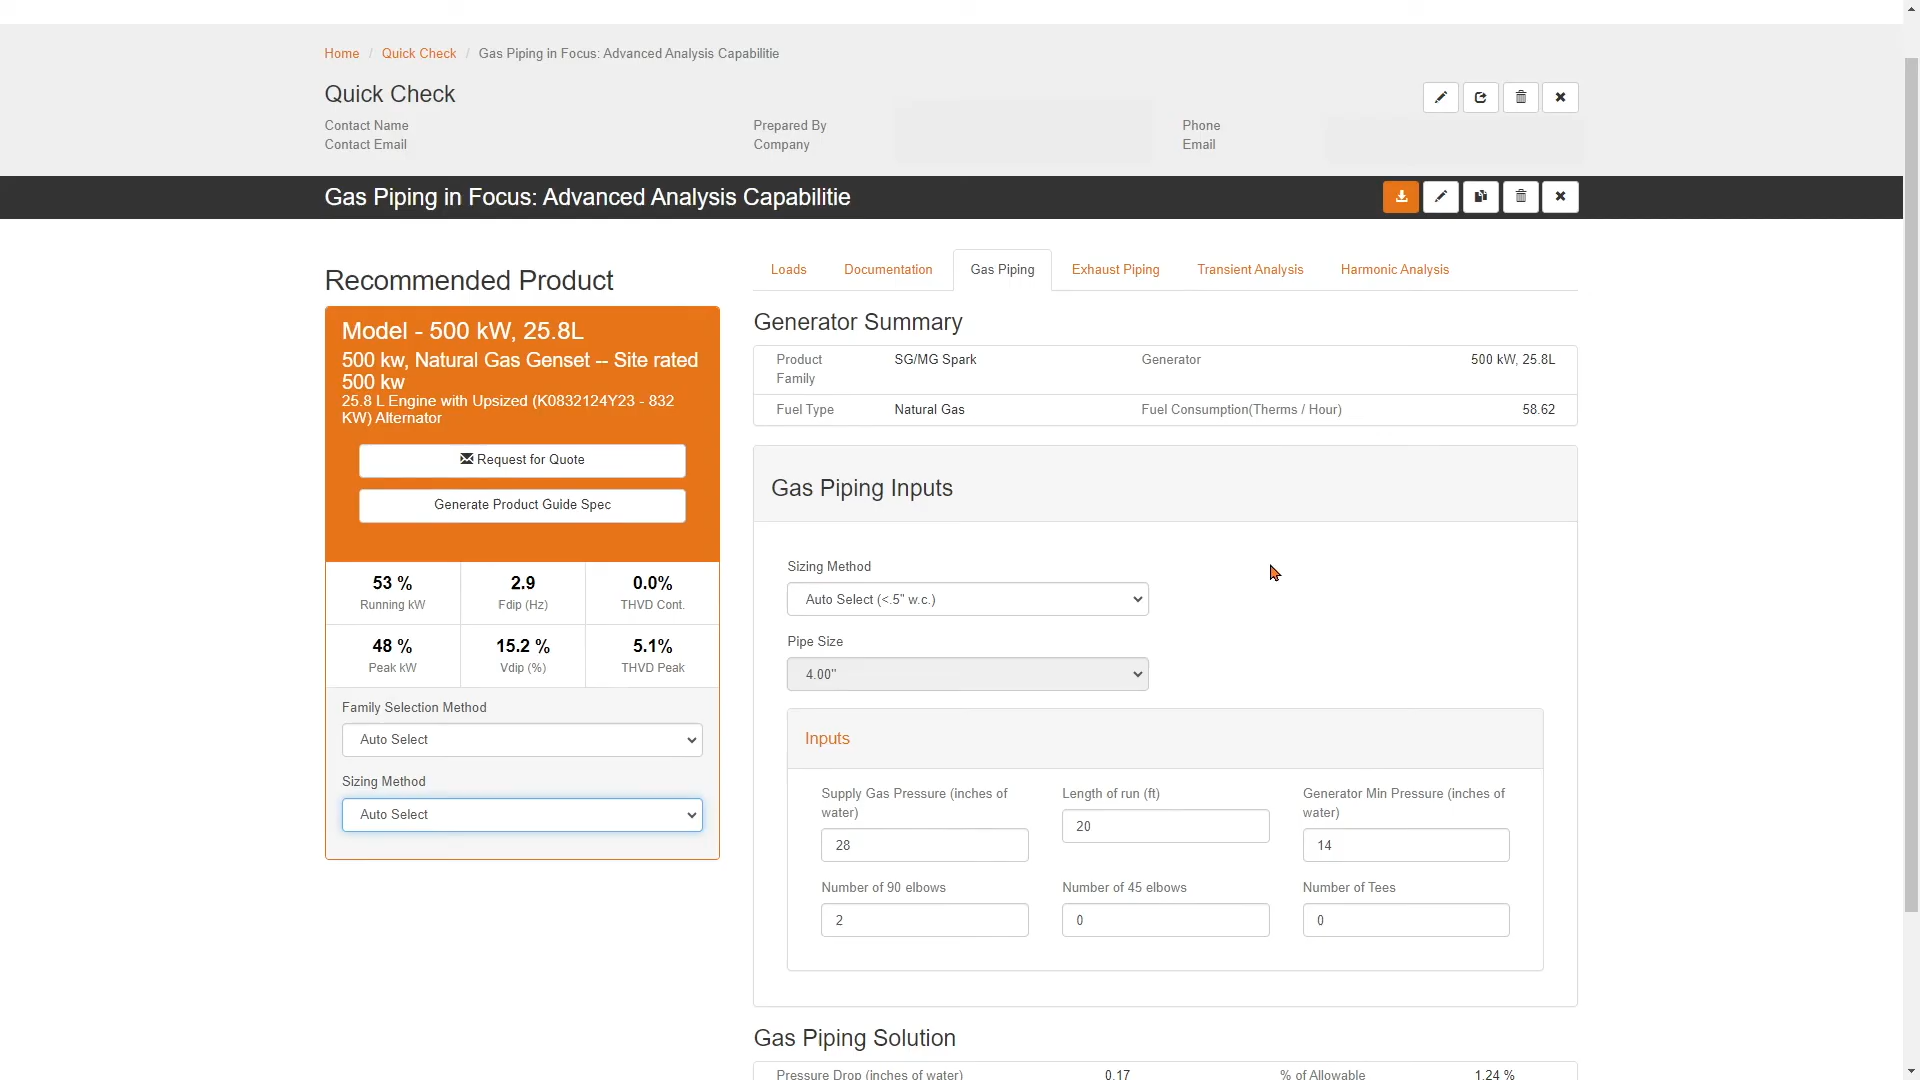 Home / Quick Check / Gas Piping in Focus: Advanced Analysis Capabilitie
Quick Check
Contact Name
Contact Email
Prepared By
Company
Phone
Email
Gas Piping in Focus: Advanced Analysis Capabilitie
Recommended Product
Model - 500 kW, 25.8L
500 kw, Natural Gas Genset -- Site rated
500 kw
25.8 L Engine with Upsized (K0832124Y23 - 832
KW) Alternator
Request for Quote
Generate Product Guide Spec
53 %
Running kW
2.9
Fdip (Hz)
0.0%
THVD Cont.
48 %
Peak kW
15.2 %
Vdip (%)
5.1%
THVD Peak
Family Selection Method
Auto Select
Sizing Method
Auto Select
Loads
Documentation
Gas Piping
Exhaust Piping
Transient Analysis
Harmonic Analysis
Generator Summary
Product
Family
SG/MG Spark
Generator
500 kW, 25.8L
Fuel Type
Natural Gas
Fuel Consumption(Therms / Hour)
58.62
Gas Piping Inputs
Sizing Method
Auto Select (<.5" w.c.)
Pipe Size
4.00"
Inputs
Supply Gas Pressure (inches of
water)
28
Length of run (ft)
20
Generator Min Pressure (inches of
water)
14
Number of 90 elbows
2
Number of 45 elbows
0
Number of Tees
0
Gas Piping Solution
Pressure Drop (inches of water)
0.17
% of Allowable
1.24 %